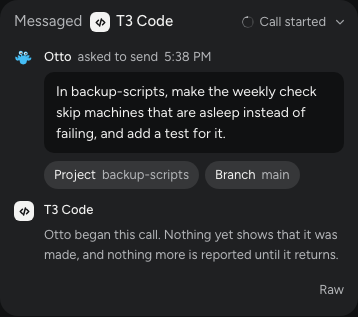 Messaged T3 Code Call started
Otto asked to send 5:38 PM
In backup-scripts, make the weekly check
skip machines that are asleep instead of
failing, and add a test for it.
Project backup-scripts Branch main
T3 Code
Otto began this call. Nothing yet shows that it was
made, and nothing more is reported until it returns.
Raw